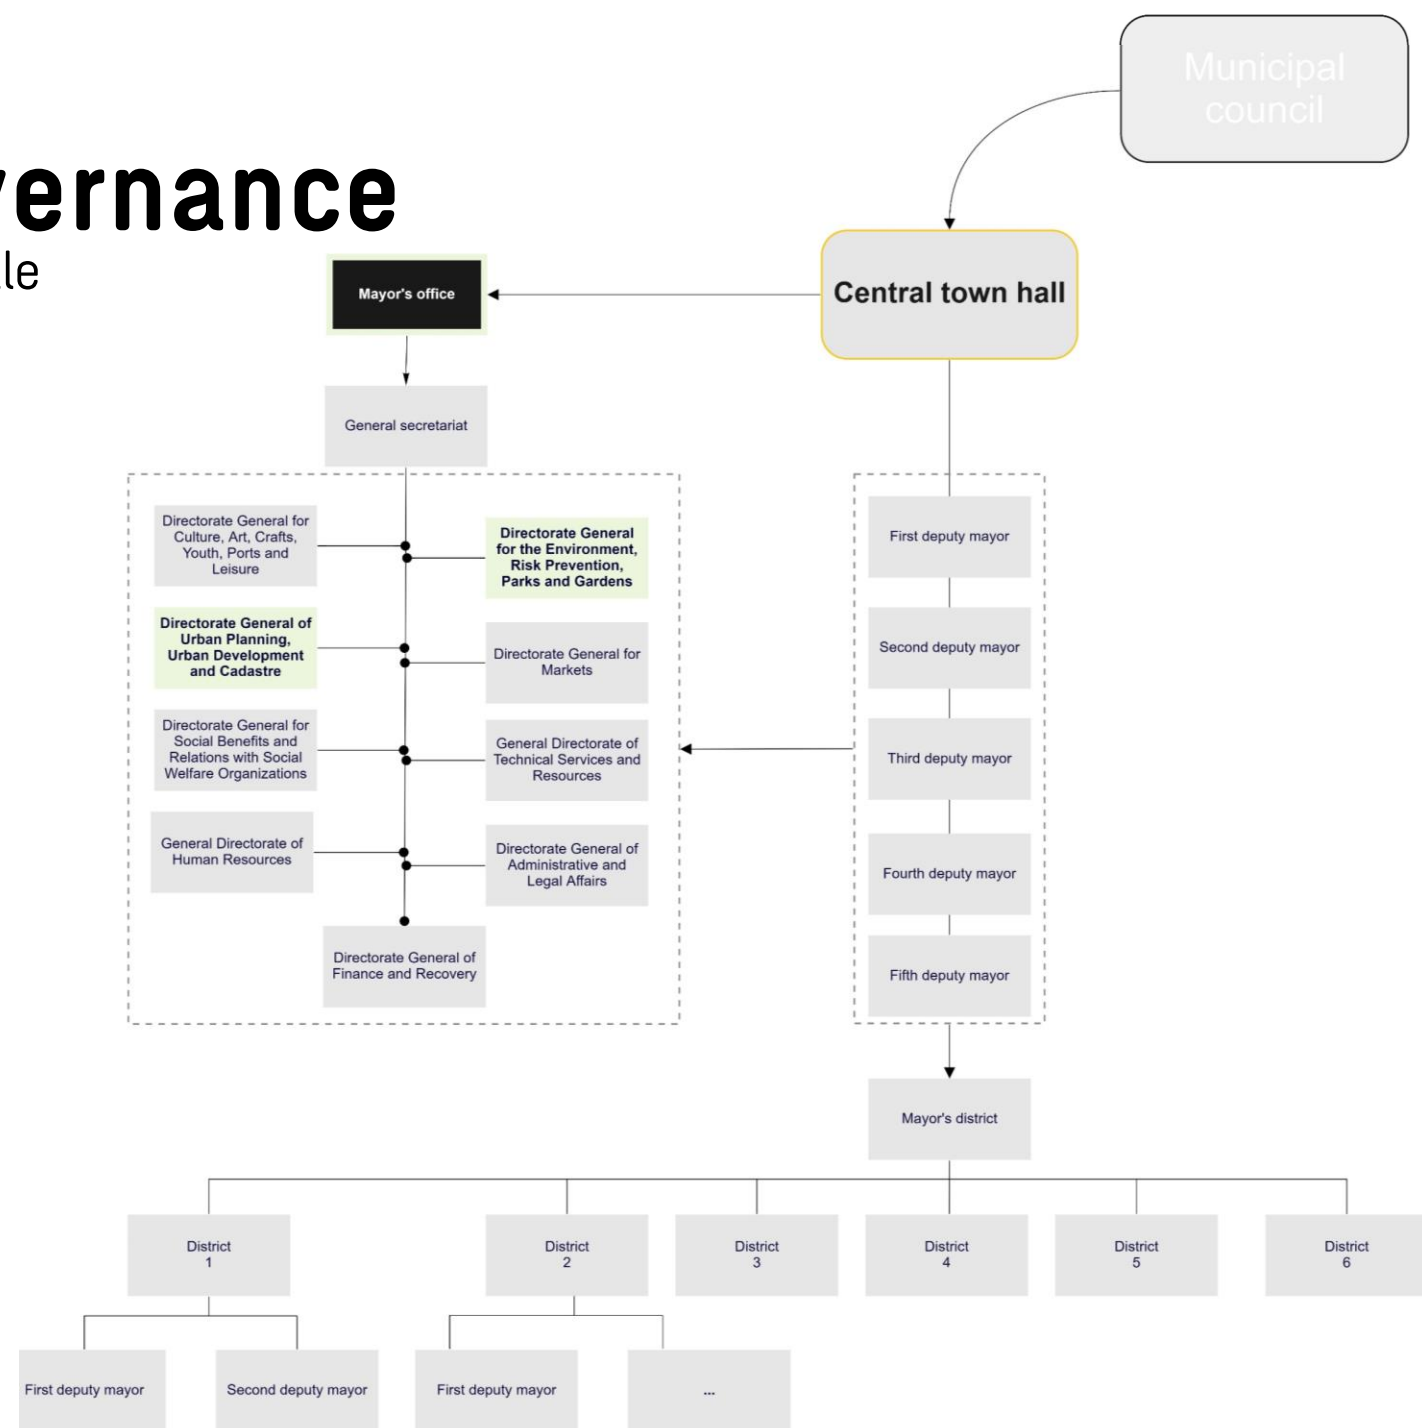 Municipal
council
vernance
le
Mayor's office
Central town hall
General secretariat
Directorate General for
Culture, Art, Crafts,
Youth, Ports and
Leisure
Directorate General
for the Environment,
Risk Prevention,
Parks and Gardens
First deputy mayor
Directorate General of
Urban Planning,
Urban Development
and Cadastre
Directorate General for
Markets
Second deputy mayor
Directorate General for
Social Benefits and
Relations with Social
Welfare Organizations
General Directorate of
Technical Services and
Resources
Third deputy mayor
General Directorate of
Human Resources
Directorate General of
Administrative and
Legal Affairs
Fourth deputy mayor
Directorate General of
Finance and Recovery
Fifth deputy mayor
Mayor's district
District
1
District
2
District
3
District
4
District
5
District
6
First deputy mayor
Second deputy mayor
First deputy mayor
...